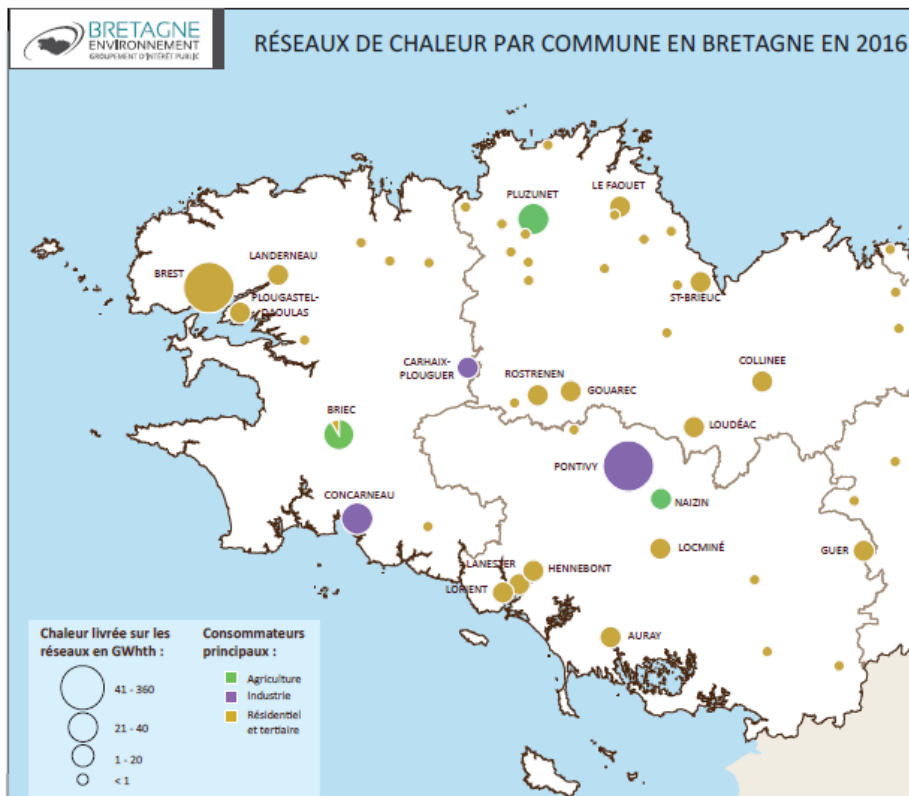 BRETAGNE
ENVIRONNEMENT
GROUPEMENT D'INTÉRÊT PUBLIC
RÉSEAUX DE CHALEUR PAR COMMUNE EN BRETAGNE EN 2016
PLUZUNET
LE FAOUET
LANDERNEAU
BREST
PLOUGASTEL-
DAOULAS
ST-BRIEUC
CARHAIX-
PLOUGUER
ROSTRENEN
GOUAREC
COLLINEE
BRIEC
LOUDÉAC
PONTIVY
CONCARNEAU
NAIZIN
LOCMINÉ
GUER
LANESTER
HENNEBONT
LORIENT
AURAY
Chaleur livrée sur les
réseaux en GWhth :
41 - 360
21 - 40
1 - 20
< 1
Consommateurs
principaux :
Agriculture
Industrie
Résidentiel
et tertiaire